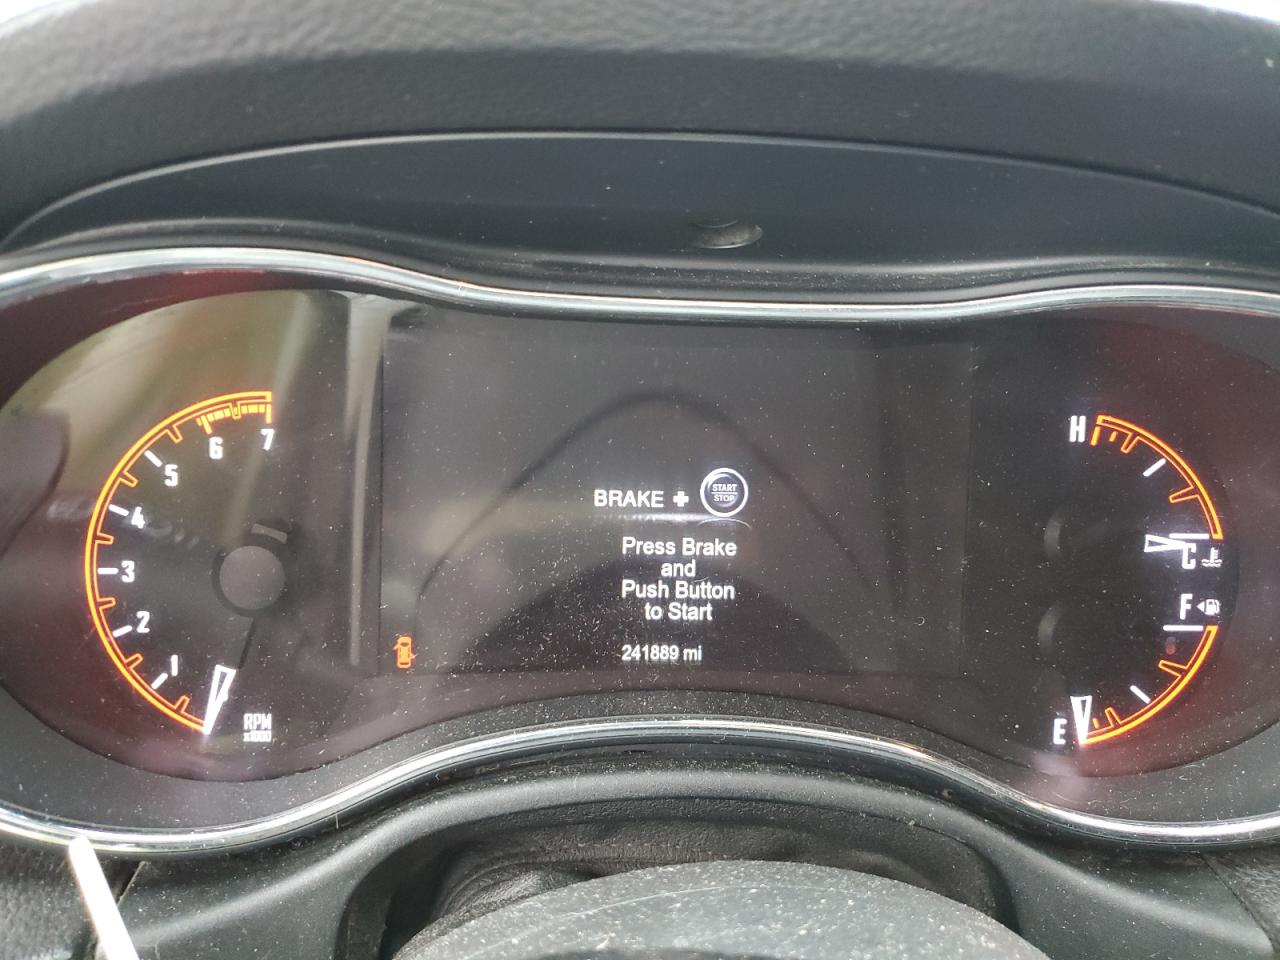 7
6
5
4
3
2
1
RPM
x1000
BRAKE +
START
STOP
Press Brake
and
Push Button
to Start
241889 mi
H
C
F
E